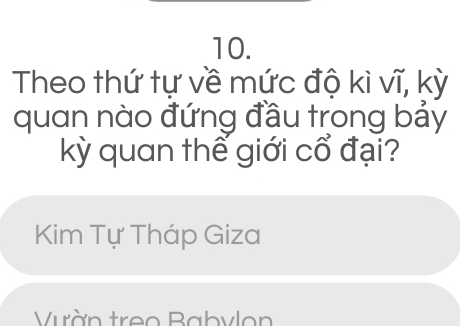 10.
Theo thứ tự về mức độ kì vĩ, kỳ
quan nào đứng đầu trong bảy
kỳ quan thế giới cổ đại?
Kim Tự Tháp Giza
Vườn treo Babylon